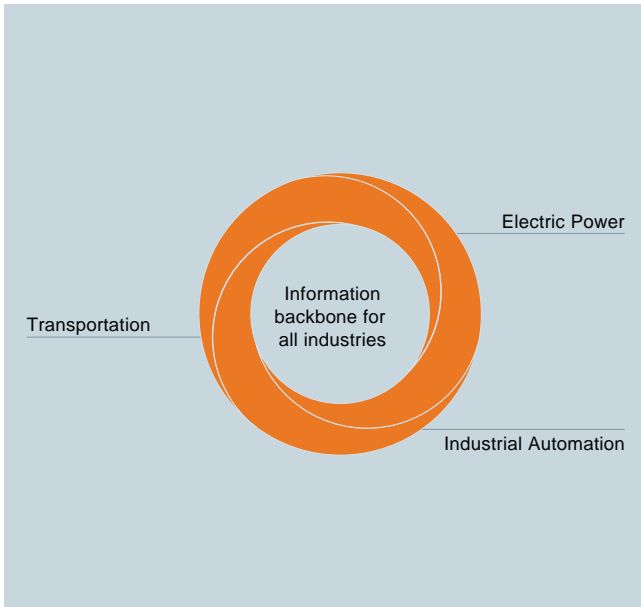 Electric Power
Information
backbone for
all industries
Transportation
Industrial Automation